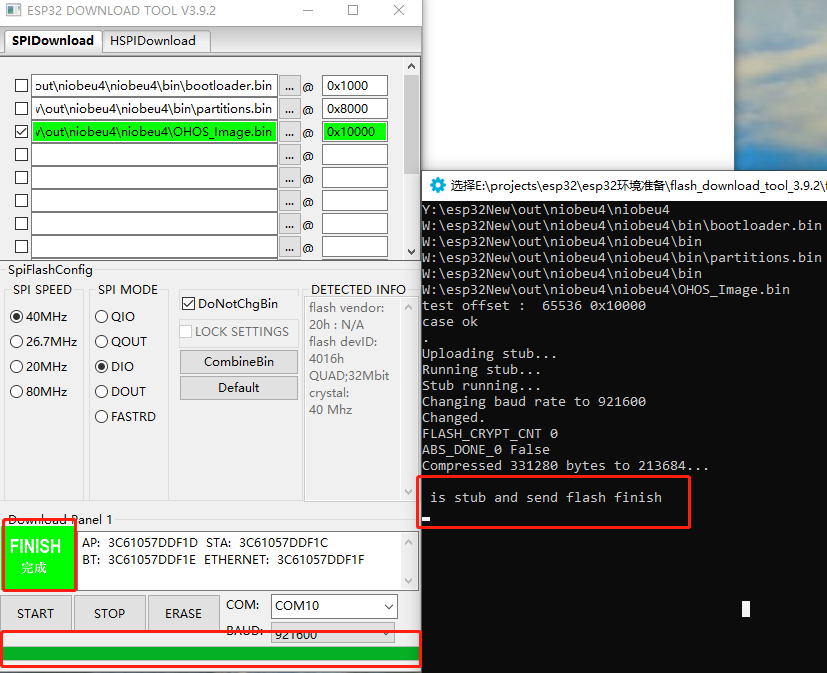 ESP32 DOWNLOAD TOOL V3.9.2
SPIDownload
HSPIDownload
out\niobeu4\niobeu4\bin\bootloader.bin ... @ 0x1000
v\out\niobeu4\niobeu4\bin\partitions.bin ... @ 0x8000
v\out\niobeu4\niobeu4\OHOS_Image.bin ... @ 0x10000
... @
... @
... @
... @
... @
SpiFlashConfig
SPI SPEED
40MHz
26.7MHz
20MHz
80MHz
SPI MODE
QIO
QOUT
DIO
DOUT
FASTRD
DoNotChgBin
LOCK SETTINGS
CombineBin
Default
DETECTED INFO
flash vendor:
20h : N/A
flash devID:
4016h
QUAD;32Mbit
crystal:
40 Mhz
Download Panel 1
FINISH
完成
AP: 3C61057DDF1D STA: 3C61057DDF1C
BT: 3C61057DDF1E ETHERNET: 3C61057DDF1F
START
STOP
ERASE
COM: COM10
BAUD: 921600
选择E:\projects\esp32\esp32环境准备\flash_download_tool_3.9.2\f
Y:\esp32New\out\niobeu4\niobeu4
W:\esp32New\out\niobeu4\niobeu4\bin\bootloader.bin
W:\esp32New\out\niobeu4\niobeu4\bin
W:\esp32New\out\niobeu4\niobeu4\bin\partitions.bin
W:\esp32New\out\niobeu4\niobeu4\bin
W:\esp32New\out\niobeu4\niobeu4\OHOS_Image.bin
test offset :  65536 0x10000
case ok
.
Uploading stub...
Running stub...
Stub running...
Changing baud rate to 921600
Changed.
FLASH_CRYPT_CNT 0
ABS_DONE_0 False
Compressed 331280 bytes to 213684...
is stub and send flash finish